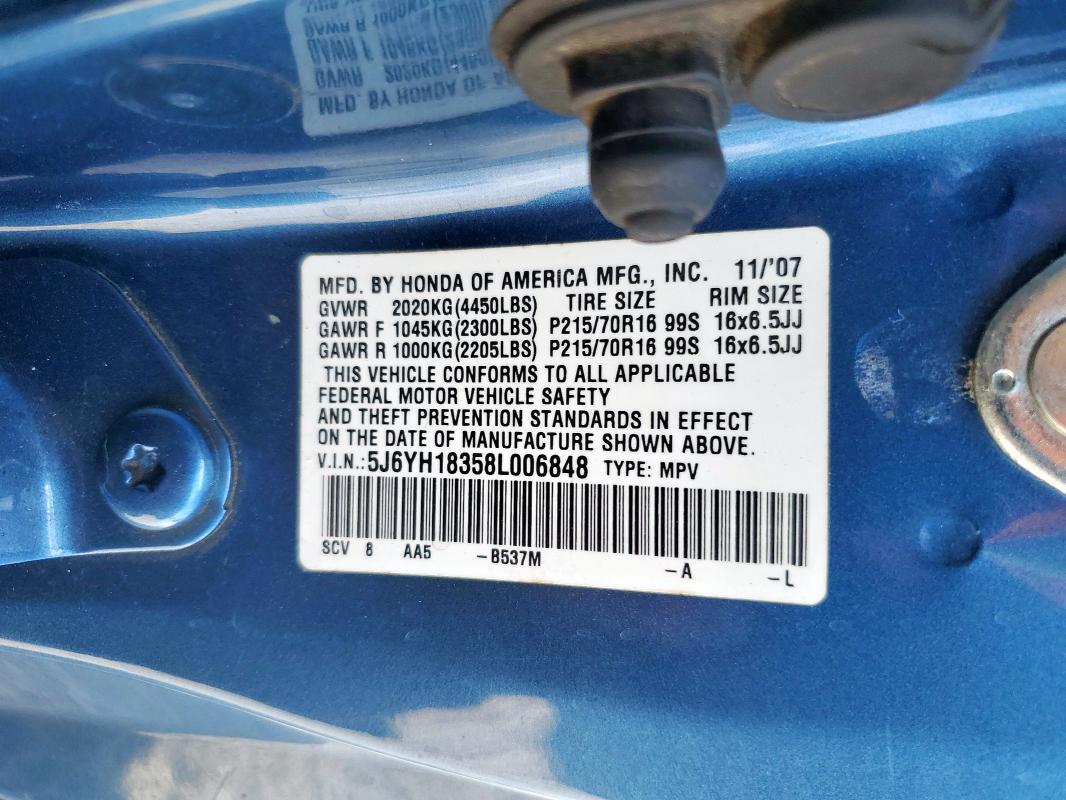 MFD. BY HONDA OF AMERICA MFG., INC. 11/'07
GVWR 2020KG(4450LBS) TIRE SIZE RIM SIZE
GAWR F 1045KG(2300LBS) P215/70R16 99S 16x6.5JJ
GAWR R 1000KG(2205LBS) P215/70R16 99S 16x6.5JJ
THIS VEHICLE CONFORMS TO ALL APPLICABLE
FEDERAL MOTOR VEHICLE SAFETY
AND THEFT PREVENTION STANDARDS IN EFFECT
ON THE DATE OF MANUFACTURE SHOWN ABOVE.
V.I.N.:5J6YH18358L006848 TYPE: MPV
SCV 8 AA5 -B537M -A -L